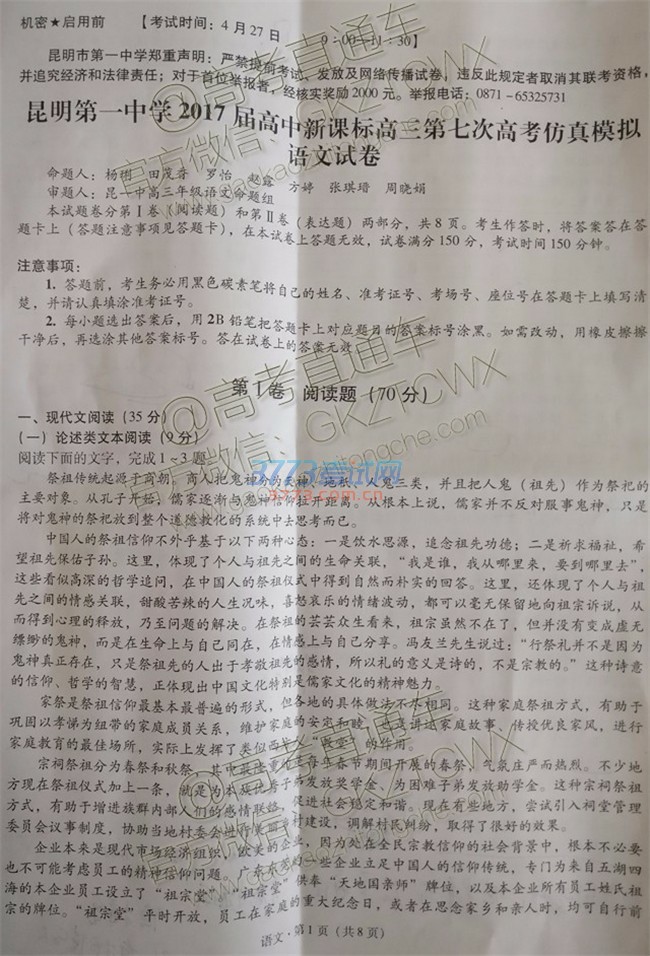 机密★启用前 【考试时间：4月27日 9：00—11：30】
昆明市第一中学郑重声明：严禁提前考试、发放及网络传播试卷，违反此规定者取消其联考资格，
并追究经济和法律责任；对于首位举报者，经核实奖励2000元。举报电话：0871-65325731
昆明第一中学2017届高中新课标高三第七次高考仿真模拟
语文试卷
命题人：杨 田茂香 罗怡 赵露
审题人：昆一中高三年级语文命题组 方婷 张琪瑨 周晓娟
本试题卷分第Ⅰ卷（阅读题）和第Ⅱ卷（表达题）两部分，共8页。考生作答时，将答案答在答
题卡上（答题注意事项见答题卡），在本试卷上答题无效，试卷满分150分，考试时间150分钟。
注意事项：
1. 答题前，考生务必用黑色碳素笔将自己的姓名、准考证号、考场号、座位号在答题卡上填写清
楚，并请认真填涂准考证号。
2. 每小题选出答案后，用2B铅笔把答题卡上对应题目的答案标号涂黑。如需改动，用橡皮擦擦
干净后，再选涂其他答案标号。答在试卷上的答案无效。
第Ⅰ卷 阅读题（70分）
一、现代文阅读（35分）
（一）论述类文本阅读（9分）
阅读下面的文字，完成1～3题。
祭祖传统起源于商朝，商人把鬼神分为天神、地祇、人鬼三类，并且把人鬼（祖先）作为祭祀的
主要对象。从孔子开始，儒家逐渐与鬼神信仰拉开距离。从根本上说，儒家并不反对服事鬼神，只是
将对鬼神的祭祀放到整个道德教化的系统中去思考而已。
中国人的祭祖信仰不外乎基于以下两种心态：一是饮水思源，追念祖先功德；二是祈求福祉，希
望祖先保佑子孙。这里，体现了个人与祖先之间的生命关联，“我是谁，我从哪里来，要到哪里去”，
这些看似高深的哲学追问，在中国人的祭祖仪式中得到自然而朴实的回答。这里，还体现了个人与祖
先之间的情感关联，甜酸苦辣的人生况味，喜怒哀乐的情绪波动，都可以毫无保留地向祖宗诉说，从
而得到心理的释放，乃至问题的解决。在祭祖的芸芸众生看来，祖宗虽然不在了，但并没有变成虚无
缥缈的鬼神，而是在生命上与自己同在，在情感上与自己分享。冯友兰先生说过：“行祭礼并不是因为
鬼神真正存在，只是祭祖先的人出于孝敬祖先的感情，所以礼的意义是诗的，不是宗教的。”这种诗意
的信仰、哲学的智慧，正体现出中国文化特别是儒家文化的精神魅力。
家祭是祭祖信仰最基本最普遍的形式，但各地的具体做法不尽相同。这种家庭祭祖方式，有助于
巩固以孝悌为纽带的家庭成员关系，维护家庭的安定和睦，也是讲述家庭故事，传授优良家风，进行
家庭教育的最佳场所，实际上发挥了类似西方“教堂”的作用。
宗祠祭祖分为春祭和秋祭，其中最隆重的是每年春节期间开展的春祭，气氛庄严而热烈。不少地
方现在祭祖仪式加上一条，就是为本族优秀子弟发放奖学金，为困难子弟发放助学金。这种宗祠祭祖
方式，有助于增进族群内部人们的感情联络，促进社会稳定和谐。现在有些地方，尝试引入祠堂管理
委员会议事制度，协助当地村委会进行美丽乡村建设，调解村民纠纷，取得了很好的效果。
企业本来是现代市场经济组织，欧美的企业，因为处在全民宗教信仰的社会背景中，根本不必要
也不可能考虑员工的精神信仰问题。广东东莞的一些企业立足中国人的信仰传统，专门为来自五湖四
海的本企业员工设立了“祖宗堂”，“祖宗堂”供奉“天地国亲师”牌位，以及本企业所有员工姓氏祖
宗的牌位。“祖宗堂”平时开放，员工在家庭的重大纪念日，或者在思念家乡和亲人时，均可自行前
语文·第1页（共8页）
@高考直通车
官方微信：GKZTCWX
@高考直通车
官方微信：GKZTCWX
3773考试网
3773.com.cn